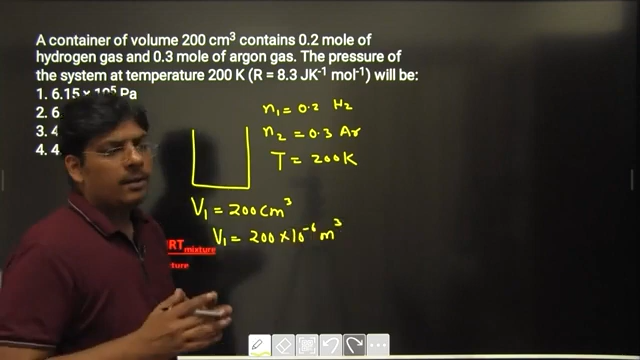 A container of volume 200 cm³ contains 0.2 mole of
hydrogen gas and 0.3 mole of argon gas. The pressure of
the system at temperature 200 K (R = 8.3 JK⁻¹ mol⁻¹) will be:
1. 6.15 × 10⁵ Pa
2. 6
3. 4
4. 4
n₁ = 0.2 H₂
n₂ = 0.3 Ar
T = 200K
V₁ = 200 cm³
V₁ = 200 × 10⁻⁶ m³
RT mixture